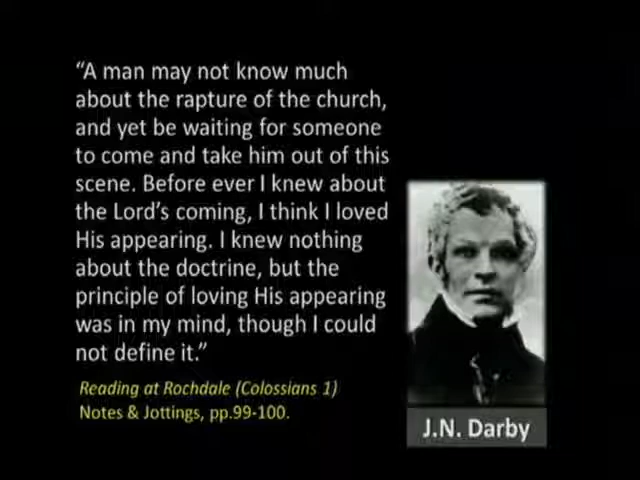 “A man may not know much
about the rapture of the church,
and yet be waiting for someone
to come and take him out of this
scene. Before ever I knew about
the Lord’s coming, I think I loved
His appearing. I knew nothing
about the doctrine, but the
principle of loving His appearing
was in my mind, though I could
not define it.”
Reading at Rochdale (Colossians 1)
Notes & Jottings, pp.99-100.
J.N. Darby